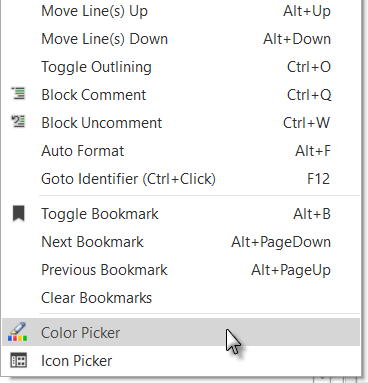 Move Line(s) Up Alt+Up
Move Line(s) Down Alt+Down
Toggle Outlining Ctrl+O
Block Comment Ctrl+Q
Block Uncomment Ctrl+W
Auto Format Alt+F
Goto Identifier (Ctrl+Click) F12
Toggle Bookmark Alt+B
Next Bookmark Alt+PageDown
Previous Bookmark Alt+PageUp
Clear Bookmarks
Color Picker
Icon Picker